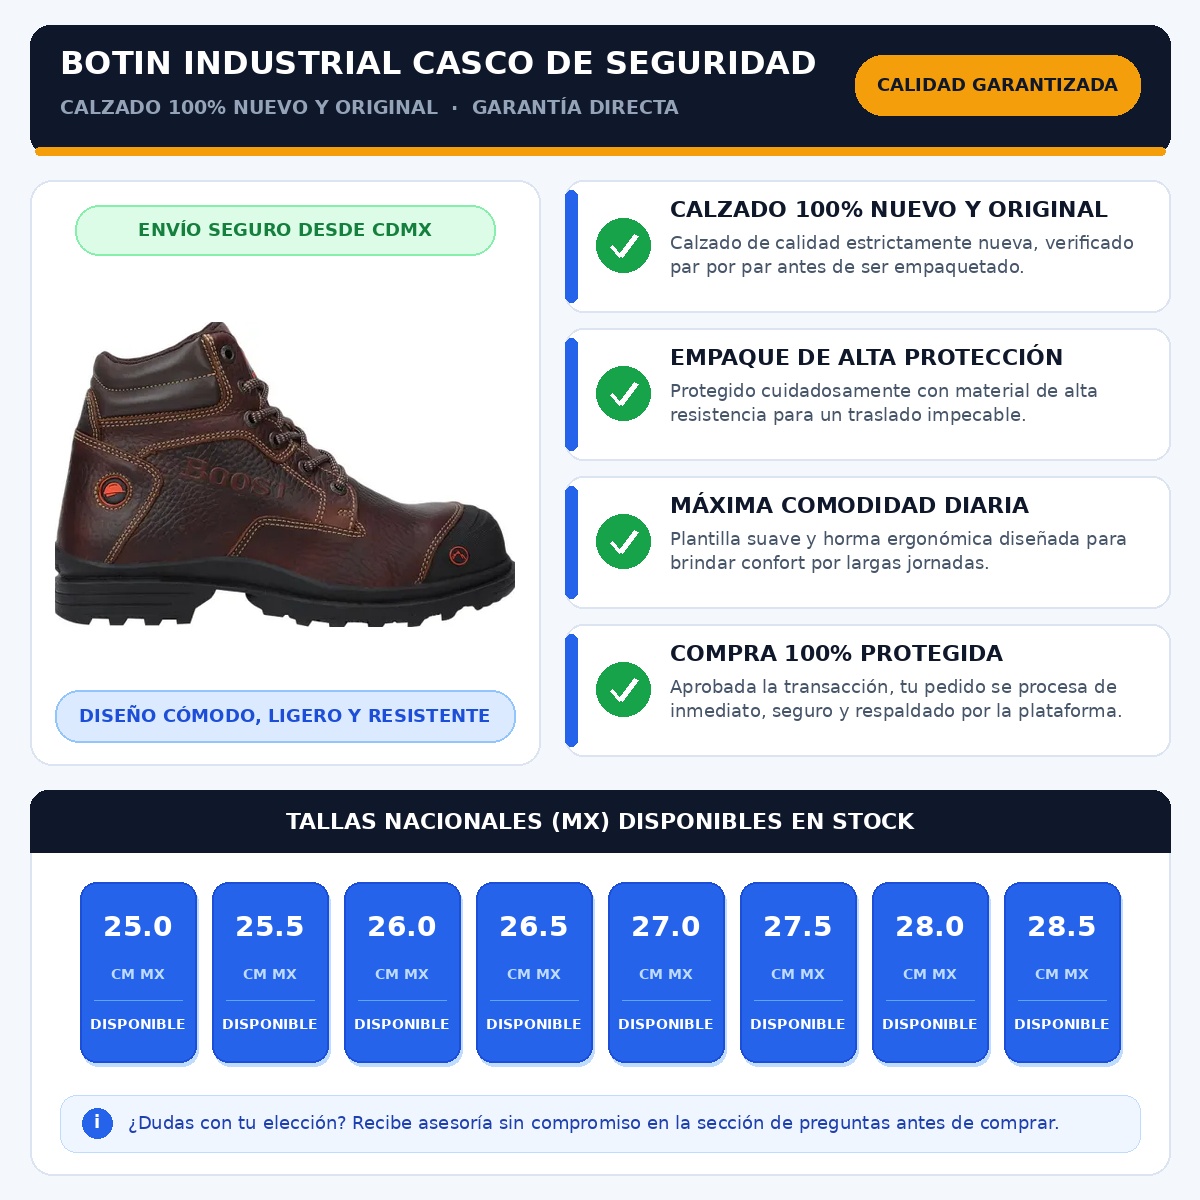 BOTIN INDUSTRIAL CASCO DE SEGURIDAD
CALZADO 100% NUEVO Y ORIGINAL · GARANTÍA DIRECTA
CALIDAD GARANTIZADA
ENVÍO SEGURO DESDE CDMX
BOOST
DISEÑO CÓMODO, LIGERO Y RESISTENTE
CALZADO 100% NUEVO Y ORIGINAL
Calzado de calidad estrictamente nueva, verificado
par por par antes de ser empaquetado.
EMPAQUE DE ALTA PROTECCIÓN
Protegido cuidadosamente con material de alta
resistencia para un traslado impecable.
MÁXIMA COMODIDAD DIARIA
Plantilla suave y horma ergonómica diseñada para
brindar confort por largas jornadas.
COMPRA 100% PROTEGIDA
Aprobada la transacción, tu pedido se procesa de
inmediato, seguro y respaldado por la plataforma.
TALLAS NACIONALES (MX) DISPONIBLES EN STOCK
25.0 25.5 26.0 26.5 27.0 27.5 28.0 28.5
CM MX CM MX CM MX CM MX CM MX CM MX CM MX CM MX
DISPONIBLE DISPONIBLE DISPONIBLE DISPONIBLE DISPONIBLE DISPONIBLE DISPONIBLE DISPONIBLE
i ¿Dudas con tu elección? Recibe asesoría sin compromiso en la sección de preguntas antes de comprar.